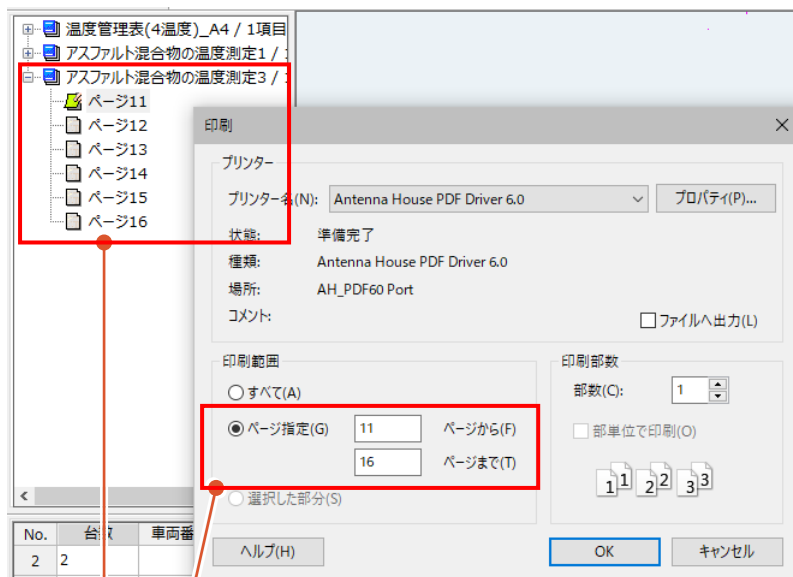 温度管理表(4温度)_A4 / 1項目
アスファルト混合物の温度測定1 /
アスファルト混合物の温度測定3 /
ページ11
ページ12
ページ13
ページ14
ページ15
ページ16
印刷
プリンター
プリンター名(N): Antenna House PDF Driver 6.0 プロパティ(P)...
状態: 準備完了
種類: Antenna House PDF Driver 6.0
場所: AH_PDF60 Port
コメント: ファイルへ出力(L)
印刷範囲
すべて(A)
ページ指定(G) 11 ページから(F)
16 ページまで(T)
選択した部分(S)
印刷部数
部数(C): 1
部単位で印刷(O)
1 1 2 2 3 3
ヘルプ(H) OK キャンセル
No. 台数 車両番
2 2